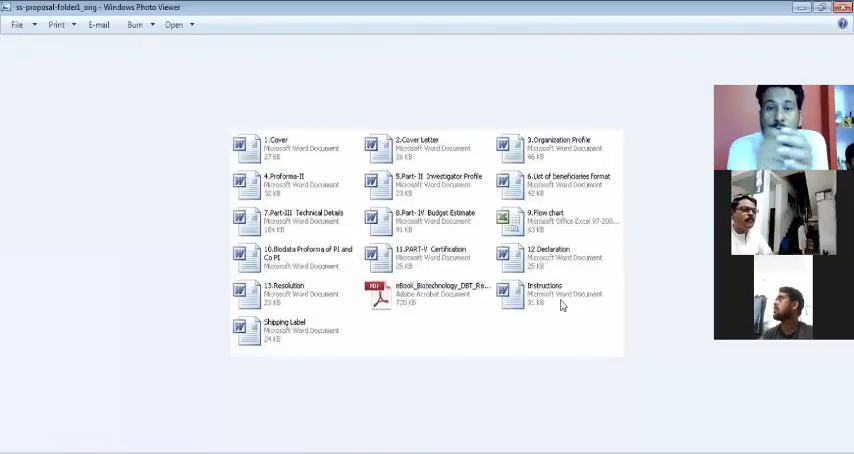 ss-proposal-folder1_orig - Windows Photo Viewer
File Print E-mail Burn Open
1.Cover
Microsoft Word Document
27 KB
2.Cover Letter
Microsoft Word Document
26 KB
3.Organization Profile
Microsoft Word Document
46 KB
4.Proforma-II
Microsoft Word Document
32 KB
5.Part- II Investigator Profile
Microsoft Word Document
23 KB
6.List of beneficiaries format
Microsoft Word Document
42 KB
7.Part-III Technical Details
Microsoft Word Document
184 KB
8.Part- IV Budget Estimate
Microsoft Word Document
91 KB
9.Flow chart
Microsoft Office Excel 97-200...
63 KB
10.Biodata Proforma of PI and
Co PI
Microsoft Word Document
11.PART-V Certification
Microsoft Word Document
25 KB
12.Declaration
Microsoft Word Document
25 KB
13.Resolution
Microsoft Word Document
23 KB
PDF
eBook_Biotechnology_DBT_Re...
Adobe Acrobat Document
720 KB
Instructions
Microsoft Word Document
31 KB
Shipping Label
Microsoft Word Document
24 KB